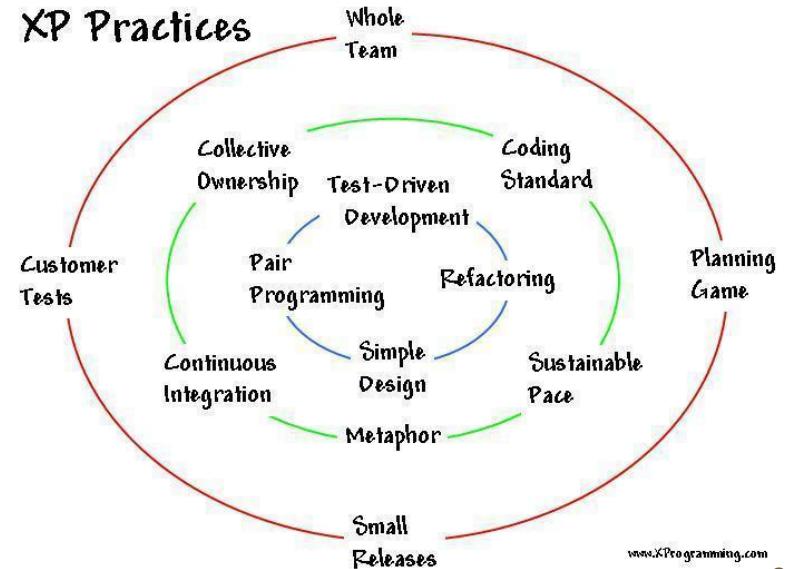 XP Practices
Whole
Team
Collective
Ownership
Coding
Standard
Test-Driven
Development
Customer
Tests
Pair
Programming
Refactoring
Planning
Game
Continuous
Integration
Simple
Design
Sustainable
Pace
Metaphor
Small
Releases
www.XProgramming.com